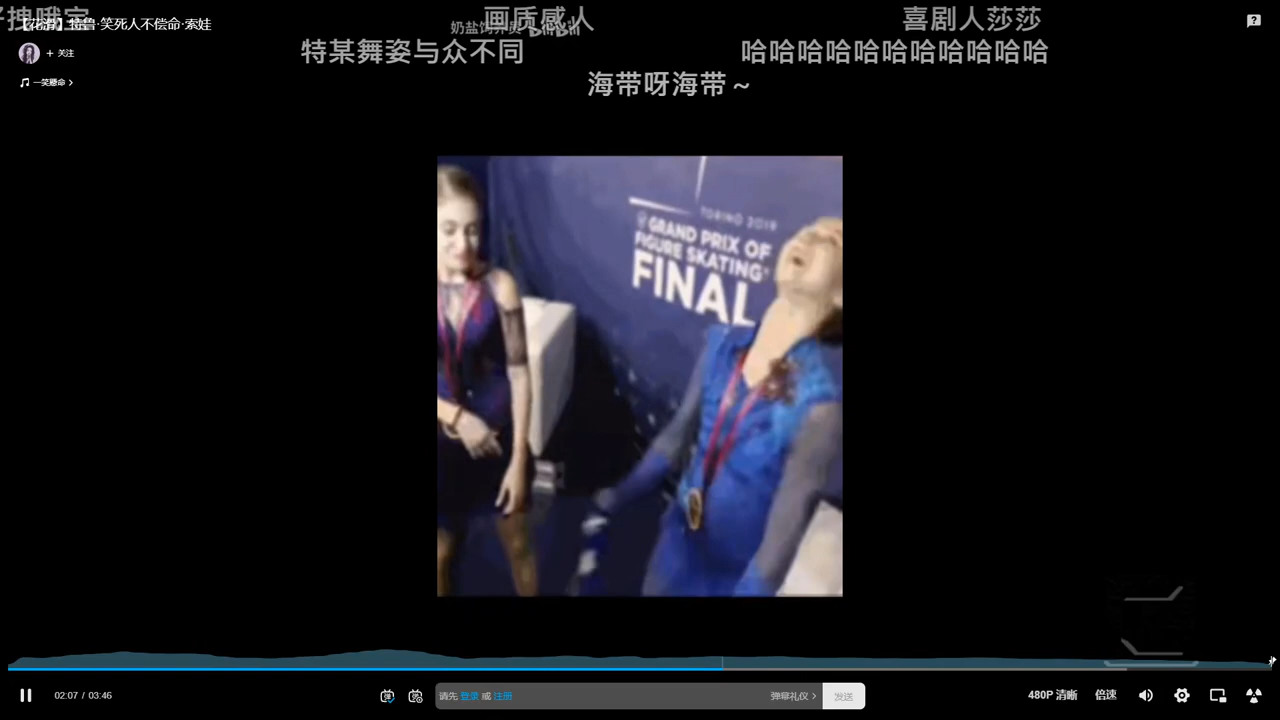 【花滑】特鲁·笑死人不偿命·索娃
画质感人
喜剧人莎莎
+ 关注
特某舞姿与众不同
哈哈哈哈哈哈哈哈哈哈哈
一笑懸命
海带呀海带～
TORINO 2019
GRAND PRIX OF
FIGURE SKATING
FINAL
02:07 / 03:46
请先 登录 或 注册
弹幕礼仪
发送
480P 清晰
倍速